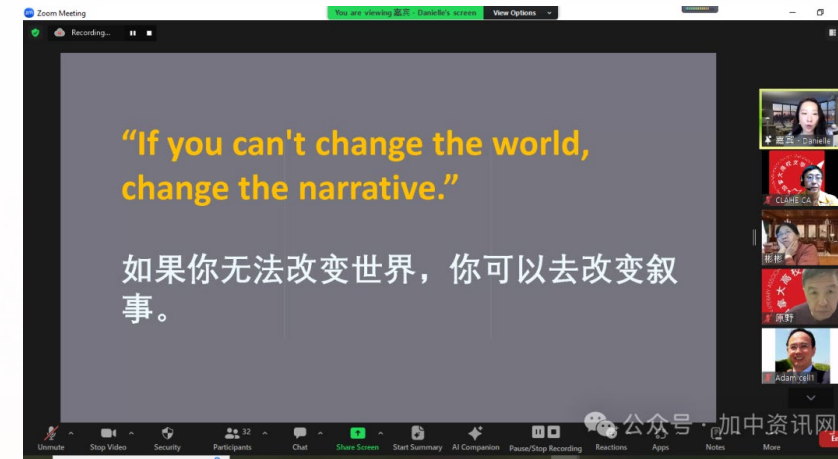 Zoom Meeting
You are viewing 嘉宾 - Danielle's screen
View Options
Recording...
“If you can't change the world,
change the narrative.”
如果你无法改变世界，你可以去改变叙
事。
嘉宾 - Danielle
CLAHE CA
彬彬
原野
Adam cell1
Unmute
Stop Video
Security
Participants
32
Chat
Share Screen
Start Summary
AI Companion
Pause/Stop Recording
Reactions
Apps
Notes
More
公众号 · 加中资讯网